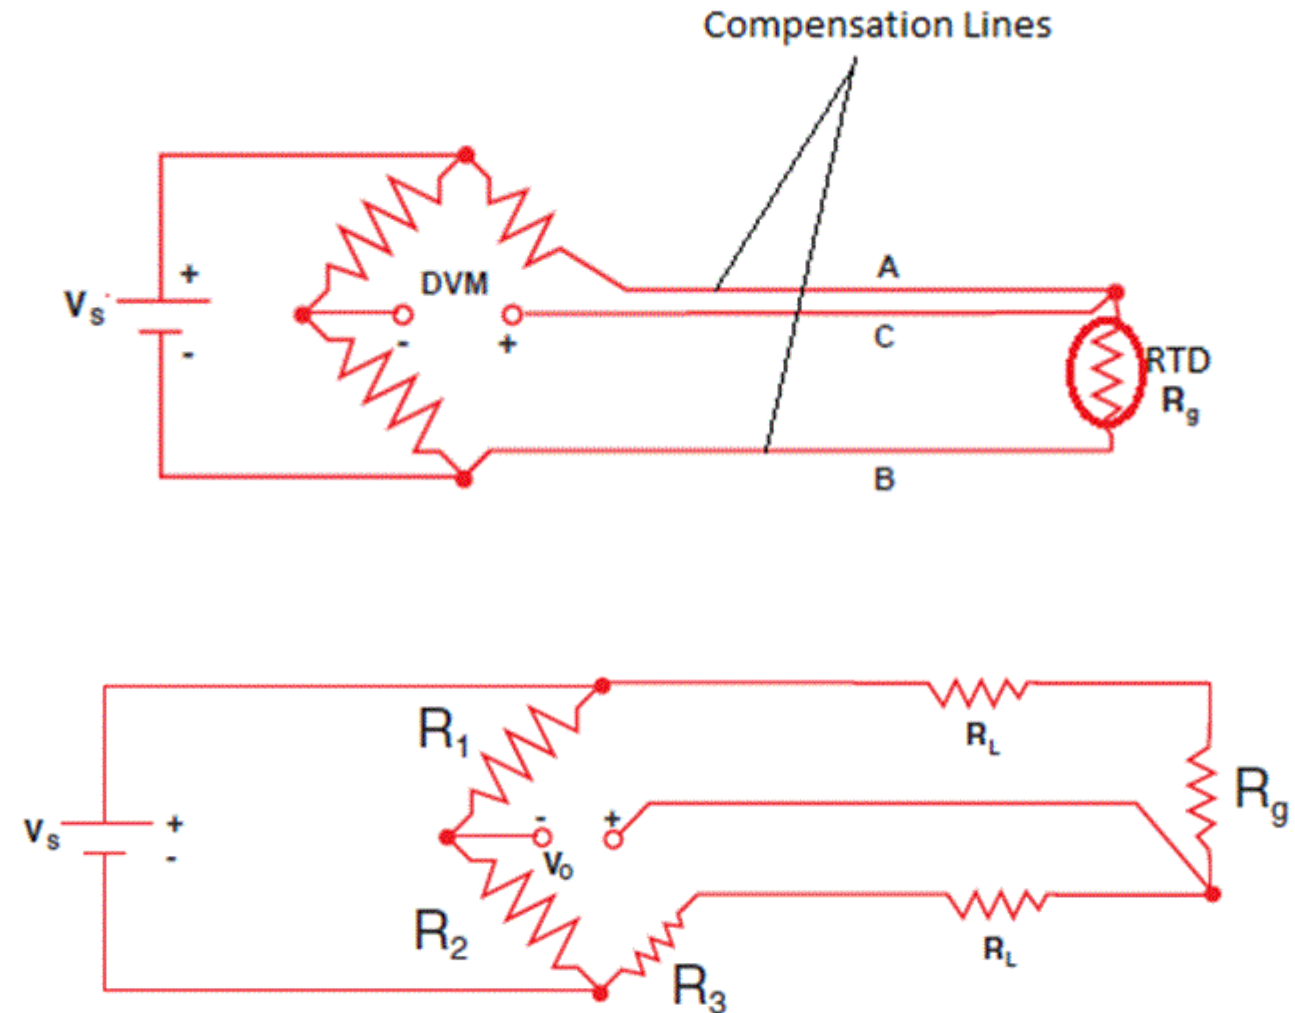 Compensation Lines
A
DVM
+
Vs
-
+
C
-
RTD
Rg
B
R1
RL
Rg
+
-
+
Vs
-
Vo
R2
RL
R3